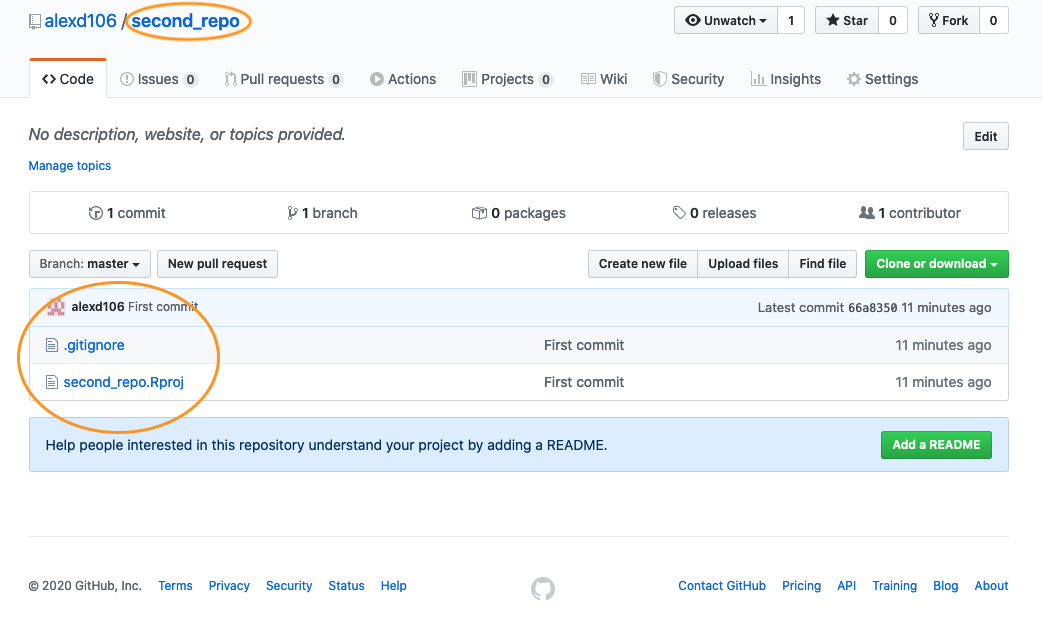 alexd106 / second_repo Unwatch 1 Star 0 Fork 0
Code Issues 0 Pull requests 0 Actions Projects 0 Wiki Security Insights Settings
No description, website, or topics provided. Edit
Manage topics
1 commit 1 branch 0 packages 0 releases 1 contributor
Branch: master New pull request Create new file Upload files Find file Clone or download
alexd106 First commit Latest commit 66a8350 11 minutes ago
.gitignore First commit 11 minutes ago
second_repo.Rproj First commit 11 minutes ago
Help people interested in this repository understand your project by adding a README. Add a README
© 2020 GitHub, Inc. Terms Privacy Security Status Help Contact GitHub Pricing API Training Blog About